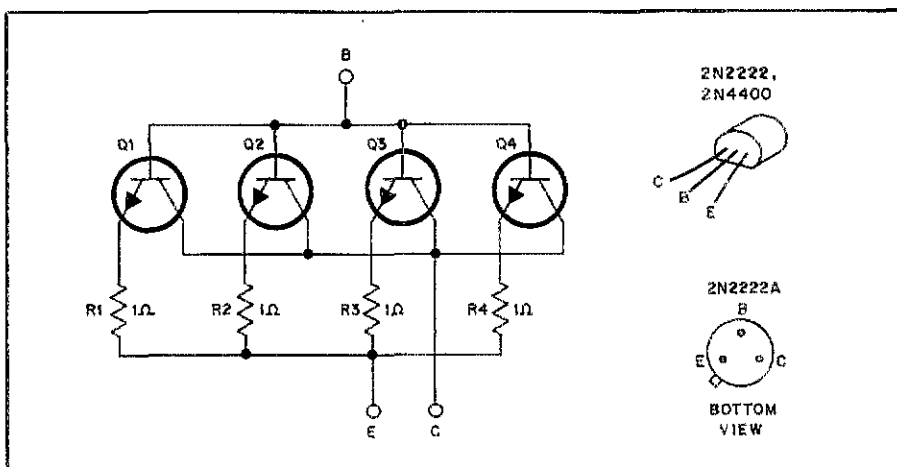 B
2N2222,
2N4400
Q1 Q2 Q3 Q4
C
B
E
R1 1Ω R2 1Ω R3 1Ω R4 1Ω
2N2222A
B
E C
BOTTOM
VIEW
E C